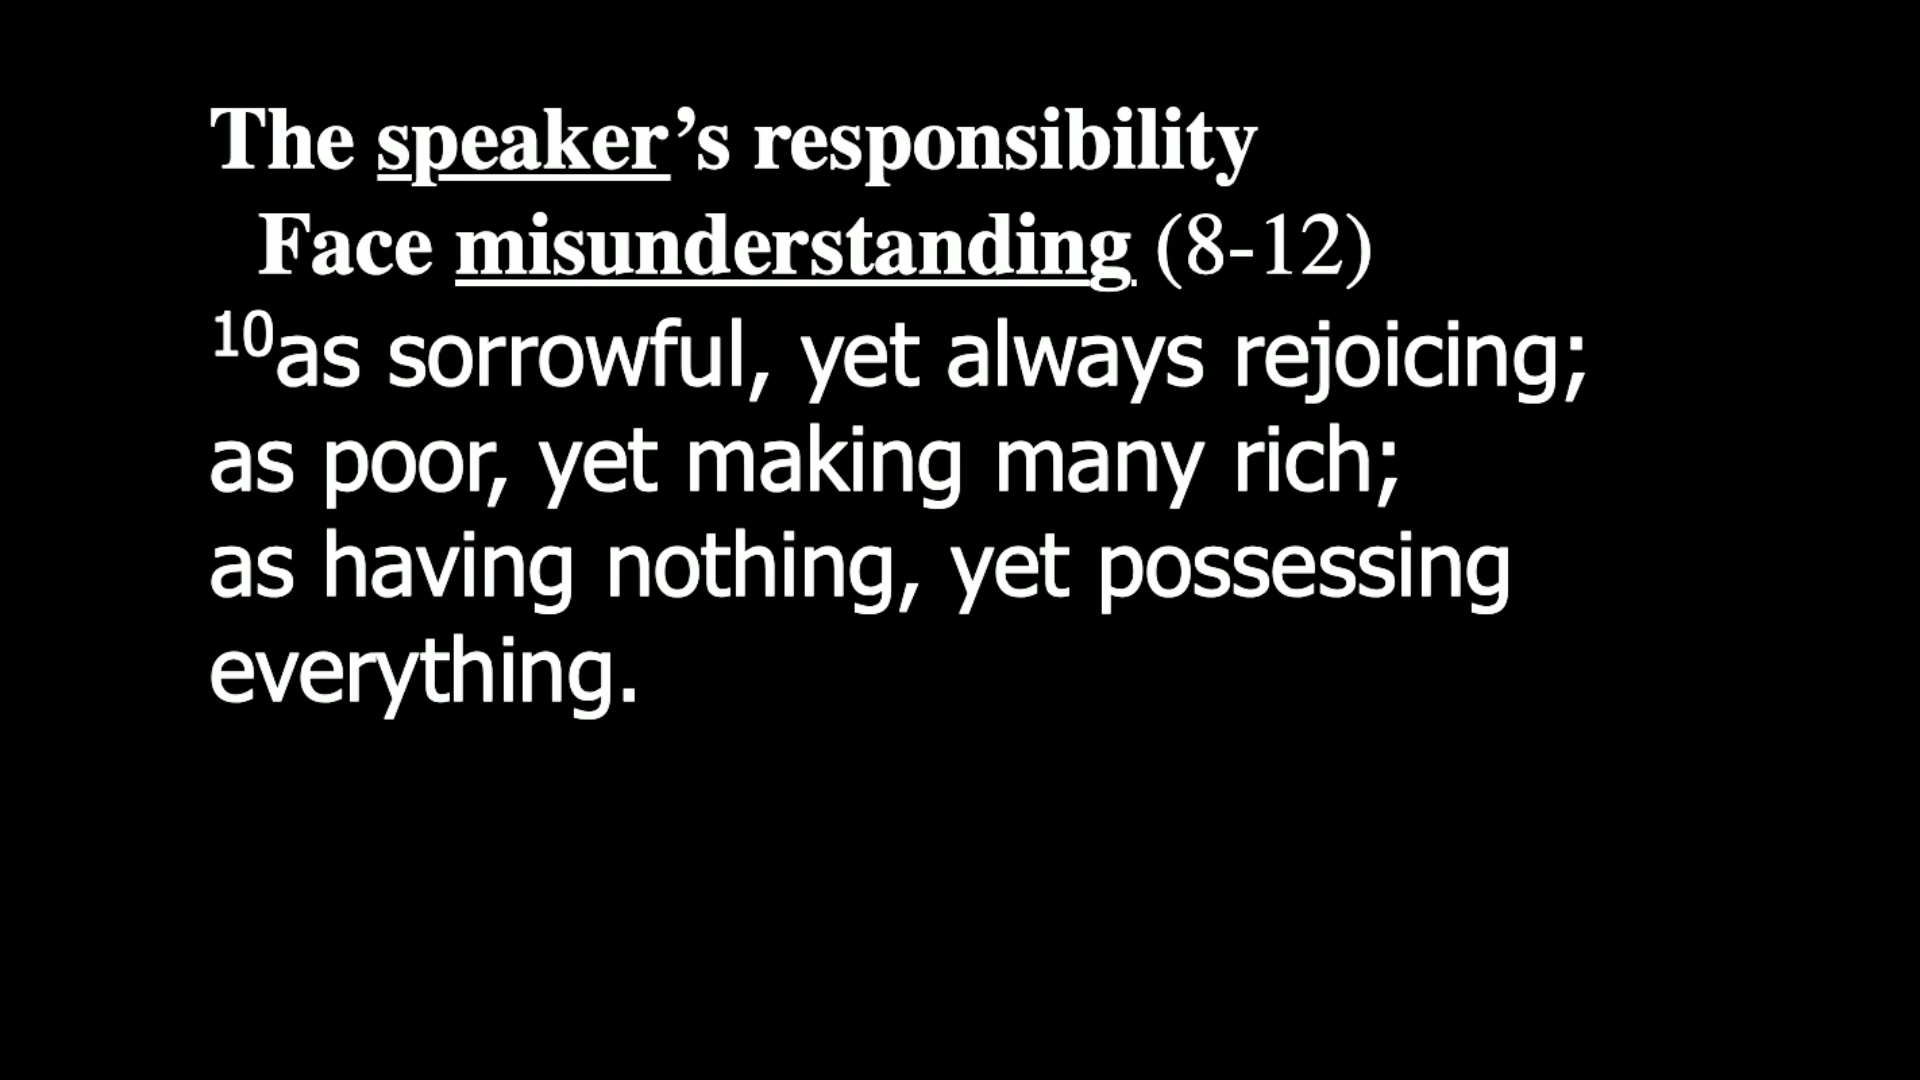 The speaker’s responsibility
Face misunderstanding (8-12)
10as sorrowful, yet always rejoicing;
as poor, yet making many rich;
as having nothing, yet possessing
everything.